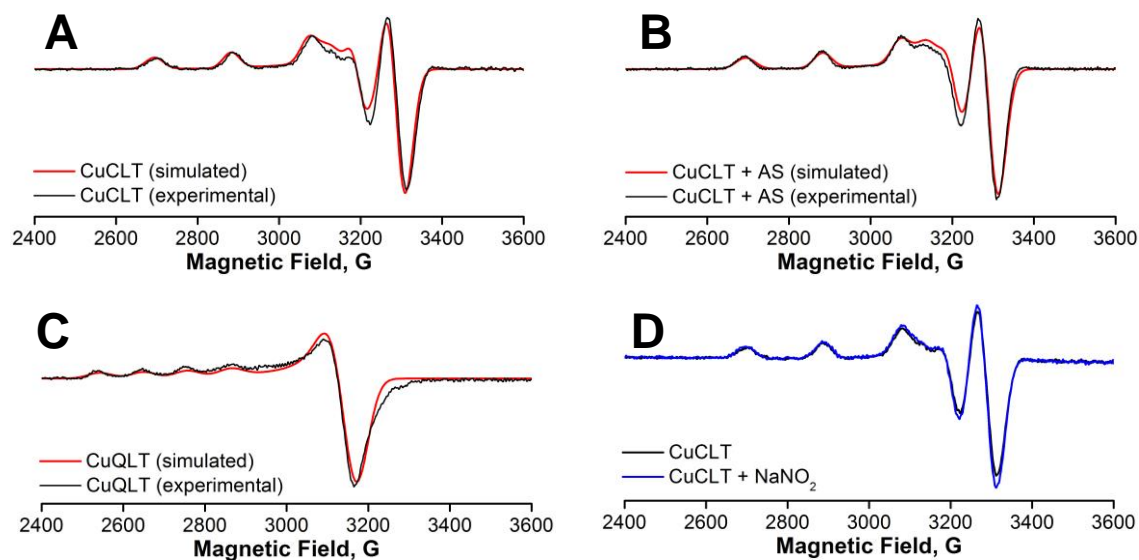 A
CuCLT (simulated)
CuCLT (experimental)
2400 2600 2800 3000 3200 3400 3600
Magnetic Field, G
B
CuCLT + AS (simulated)
CuCLT + AS (experimental)
2400 2600 2800 3000 3200 3400 3600
Magnetic Field, G
C
CuQLT (simulated)
CuQLT (experimental)
2400 2600 2800 3000 3200 3400 3600
Magnetic Field, G
D
CuCLT
CuCLT + NaNO₂
2400 2600 2800 3000 3200 3400 3600
Magnetic Field, G